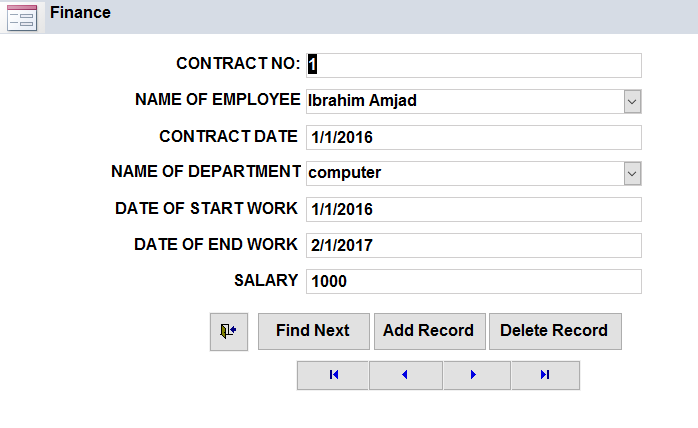 Finance
CONTRACT NO: 1
NAME OF EMPLOYEE Ibrahim Amjad
CONTRACT DATE 1/1/2016
NAME OF DEPARTMENT computer
DATE OF START WORK 1/1/2016
DATE OF END WORK 2/1/2017
SALARY 1000
Find Next Add Record Delete Record